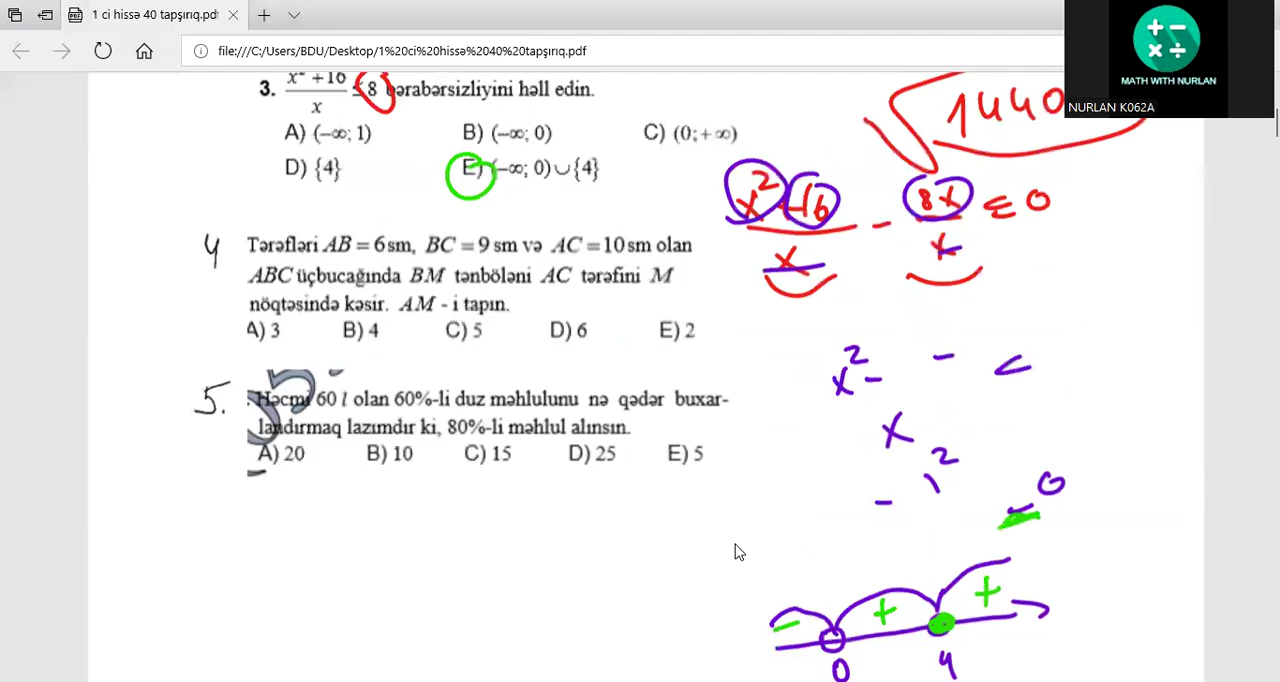 1 ci hissə 40 tapşırıq.pdf
file:///C:/Users/BDU/Desktop/1%20ci%20hissə%2040%20tapşırıq.pdf
MATH WITH NURLAN
NURLAN K062A
3. x² +16 / x ≤ 8 bərabərsizliyini həll edin.
A) (−∞; 1) B) (−∞; 0) C) (0;+ ∞)
D) {4} E) (−∞; 0)∪{4}
√1440
x² 16 / x - 8x / x ≤ 0
4 Tərəfləri AB = 6 sm, BC = 9 sm və AC = 10 sm olan
ABC üçbucağında BM tənböləni AC tərəfini M
nöqtəsində kəsir. AM - i tapın.
A) 3 B) 4 C) 5 D) 6 E) 2
x² - - <
x
5. Həcmi 60 l olan 60%-li duz məhlulunu nə qədər buxar-
landırmaq lazımdır ki, 80%-li məhlul alınsın.
A) 20 B) 10 C) 15 D) 25 E) 5
2
0
- + +
0 4